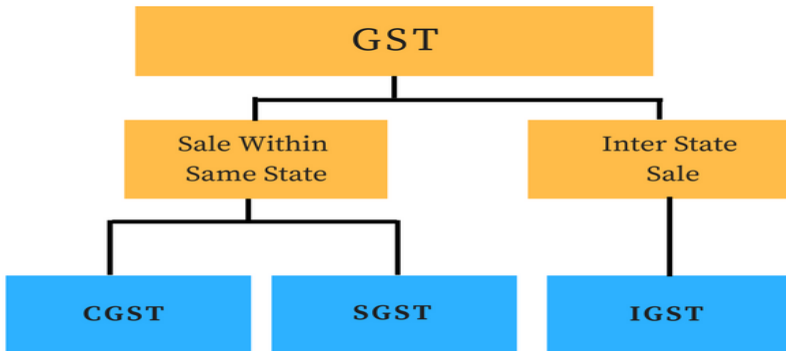 GST
Sale Within
Same State
Inter State
Sale
CGST
SGST
IGST